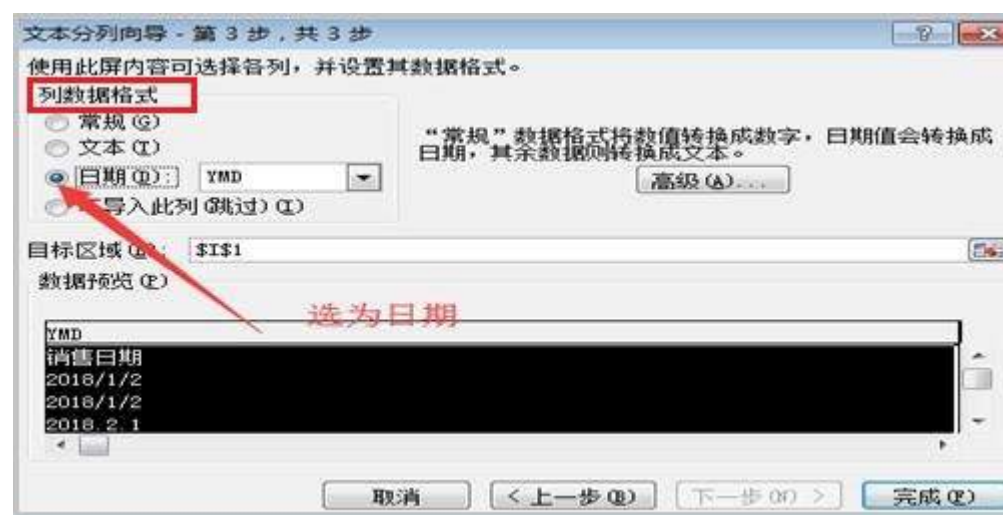 文本分列向导 - 第 3 步，共 3 步
使用此屏内容可选择各列，并设置其数据格式。
列数据格式
常规(G)
文本(T)
日期(D): YMD
导入此列(跳过)(I)
“常规”数据格式将数值转换成数字，日期值会转换成
日期，其余数据则转换成文本。
高级(A)...
目标区域(E): $I$1
数据预览(P)
选为日期
YMD
销售日期
2018/1/2
2018/1/2
2018.2.1
取消 <上一步(B) 下一步(N)> 完成(F)